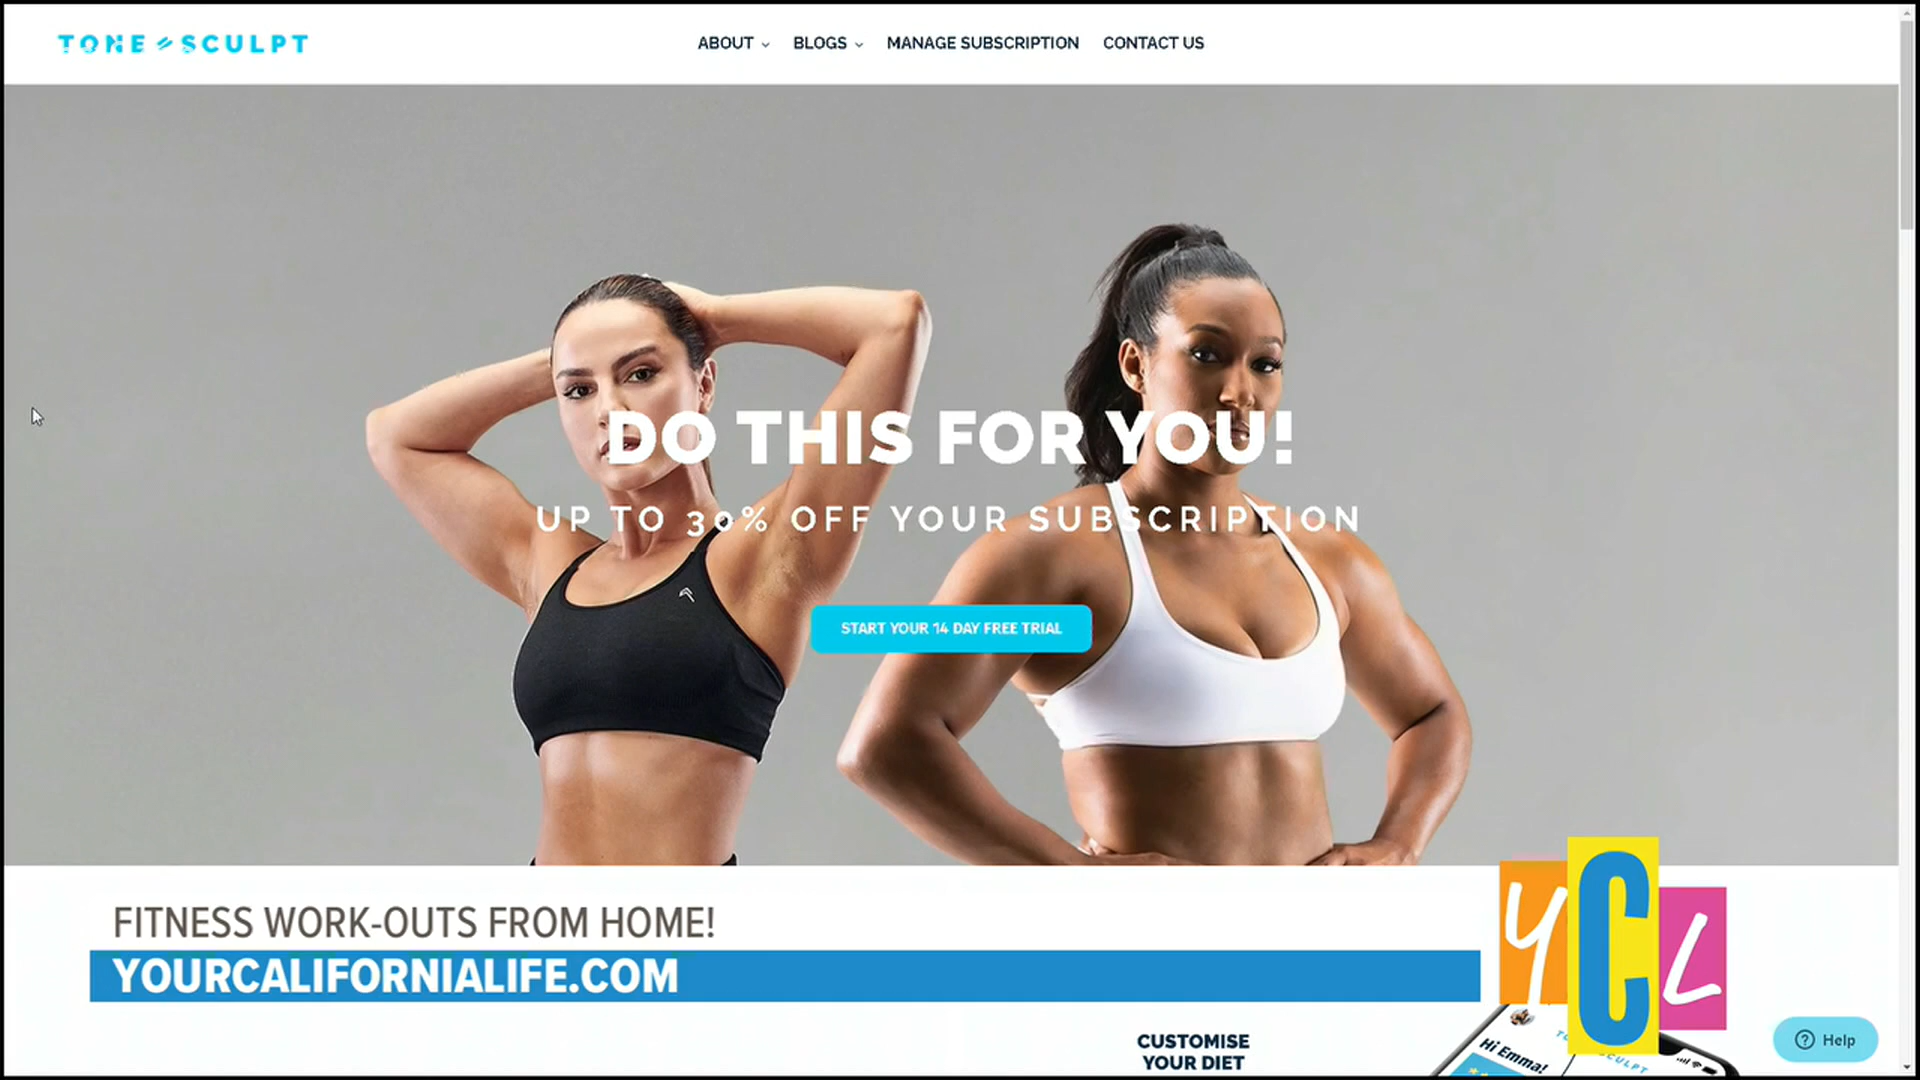 TONE SCULPT
ABOUT BLOGS MANAGE SUBSCRIPTION CONTACT US
DO THIS FOR YOU!
UP TO 30% OFF YOUR SUBSCRIPTION
START YOUR 14 DAY FREE TRIAL
FITNESS WORK-OUTS FROM HOME!
YOURCALIFORNIALIFE.COM
YCL
CUSTOMISE
YOUR DIET
Hi Emma!
SCULPT
Help